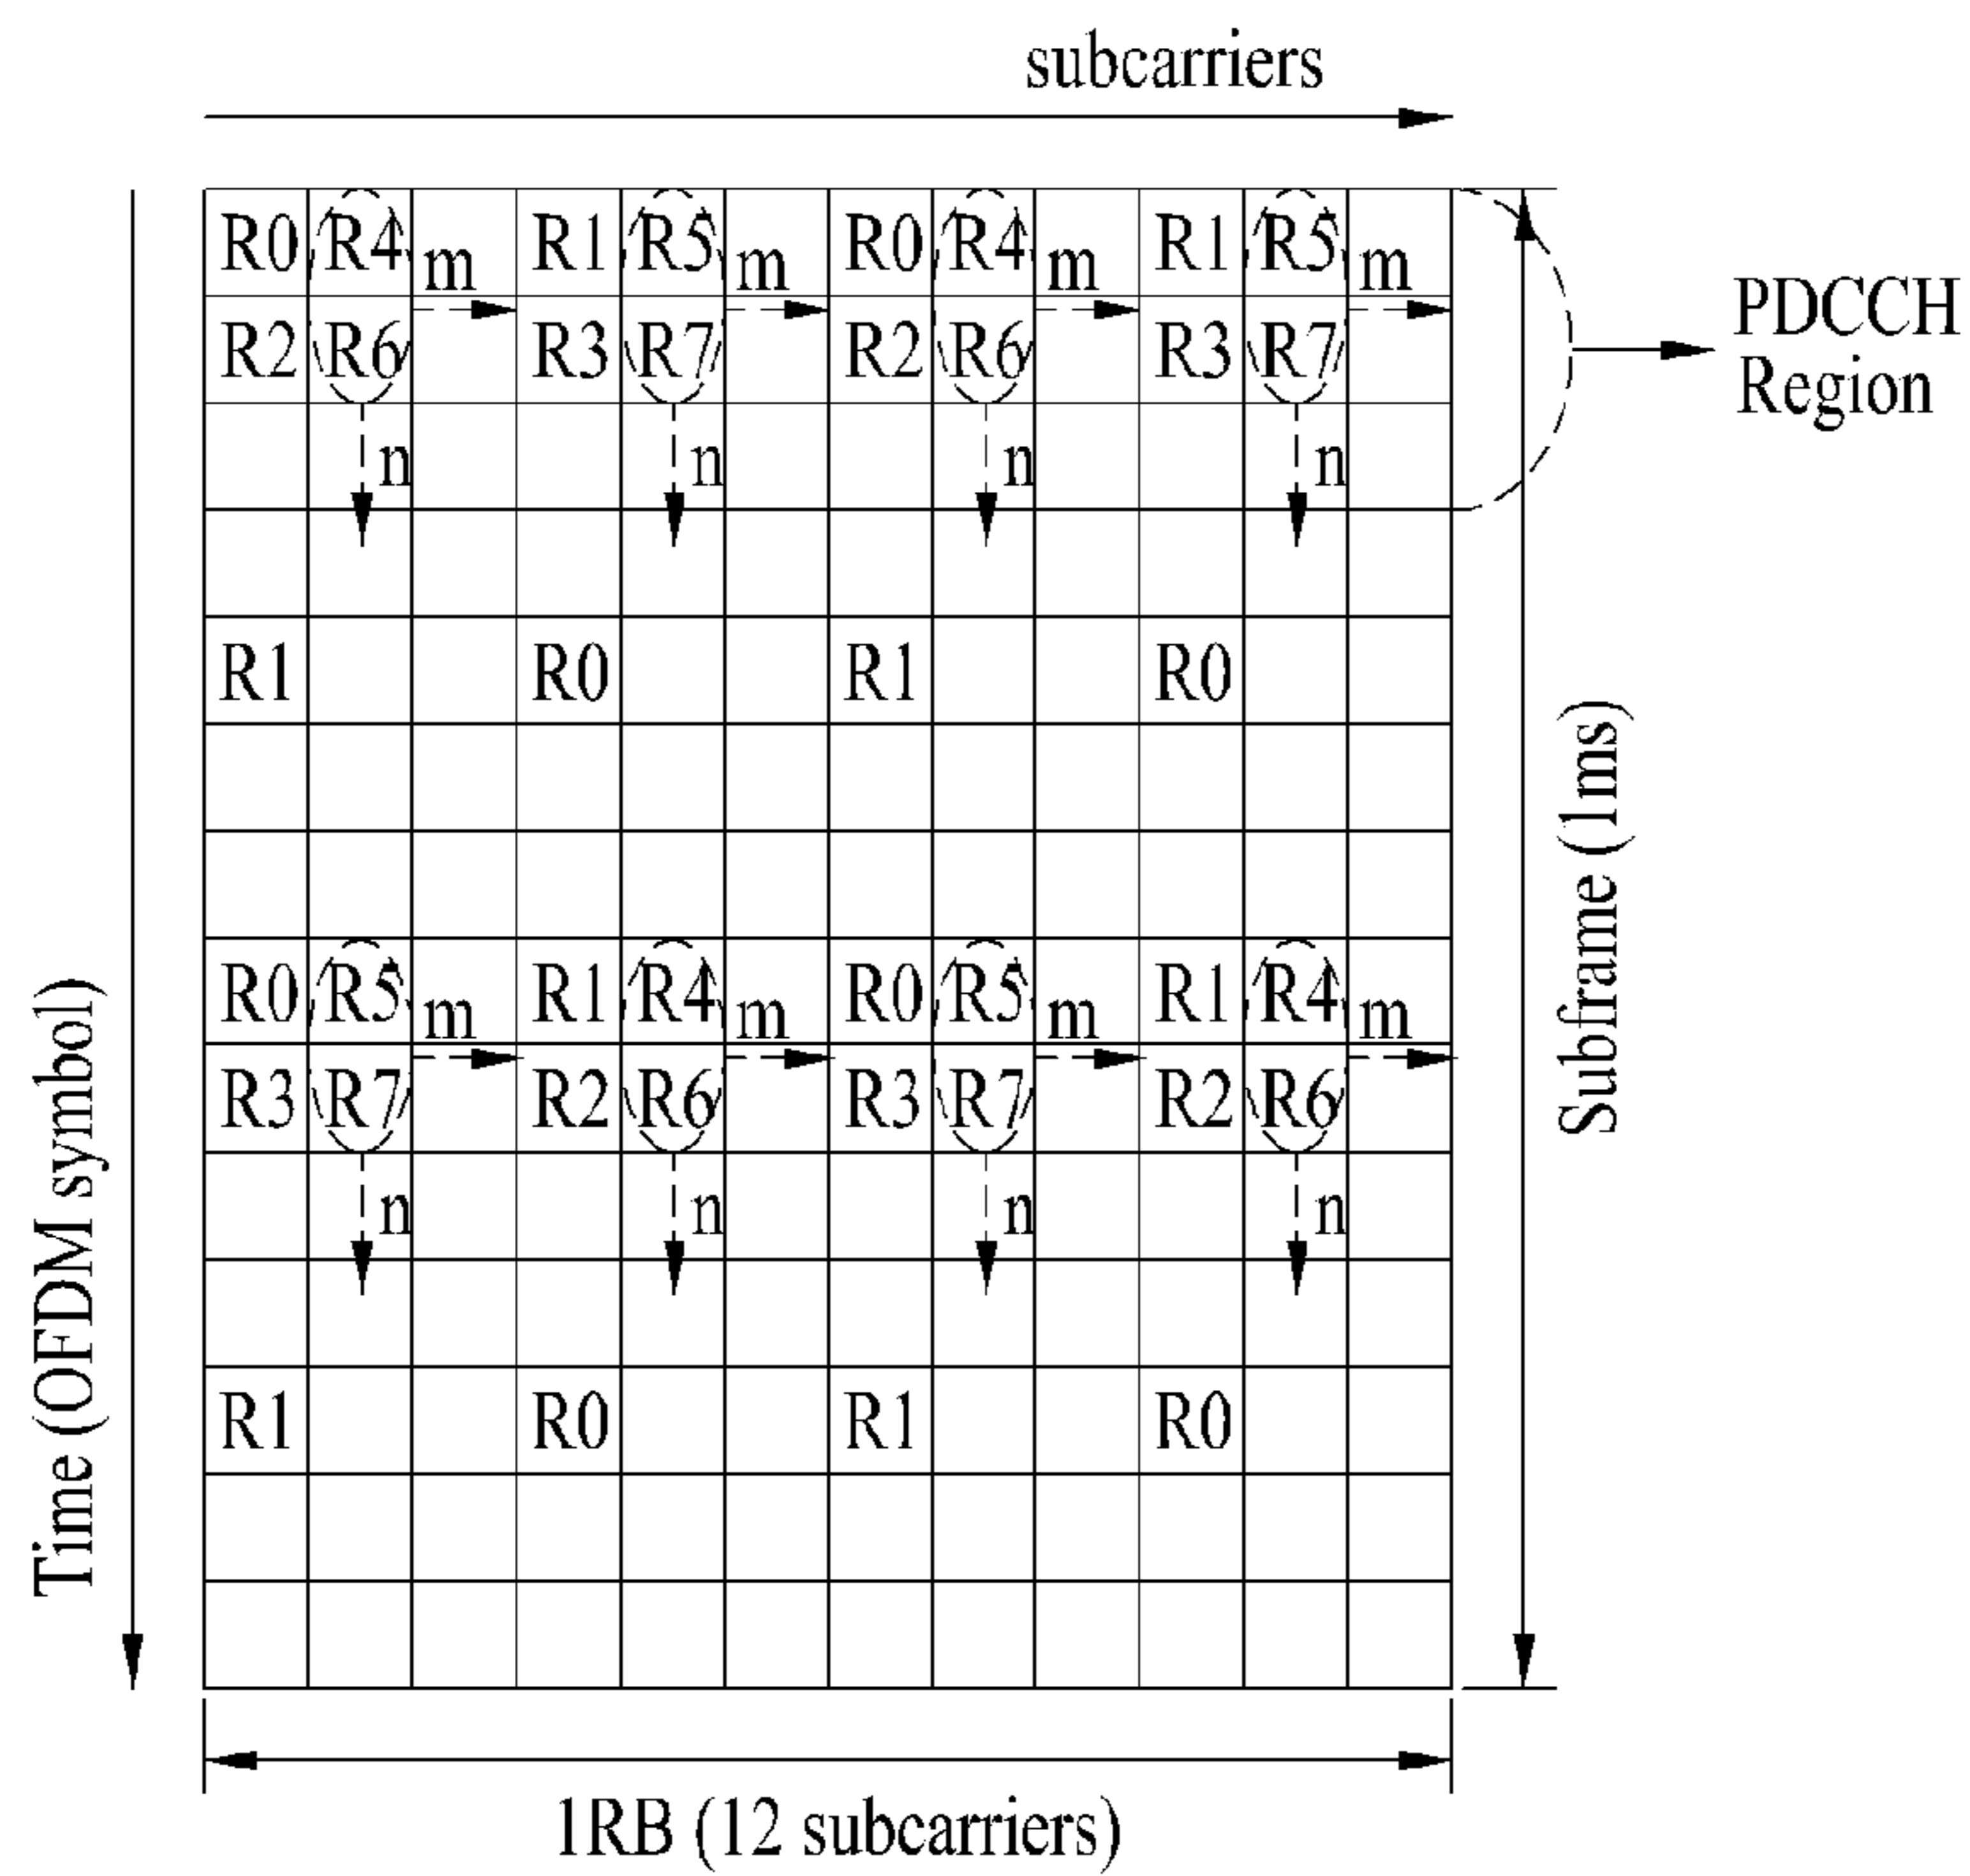 subcarriers
R0 R4 m R1 R5 m R0 R4 m R1 R5 m
R2 R6 R3 R7 R2 R6 R3 R7
n n n n
PDCCH
Region
R1 R0 R1 R0
R0 R5 m R1 R4 m R0 R5 m R1 R4 m
R3 R7 R2 R6 R3 R7 R2 R6
n n n n
R1 R0 R1 R0
Time (OFDM symbol)
Subframe (1ms)
1RB (12 subcarriers)